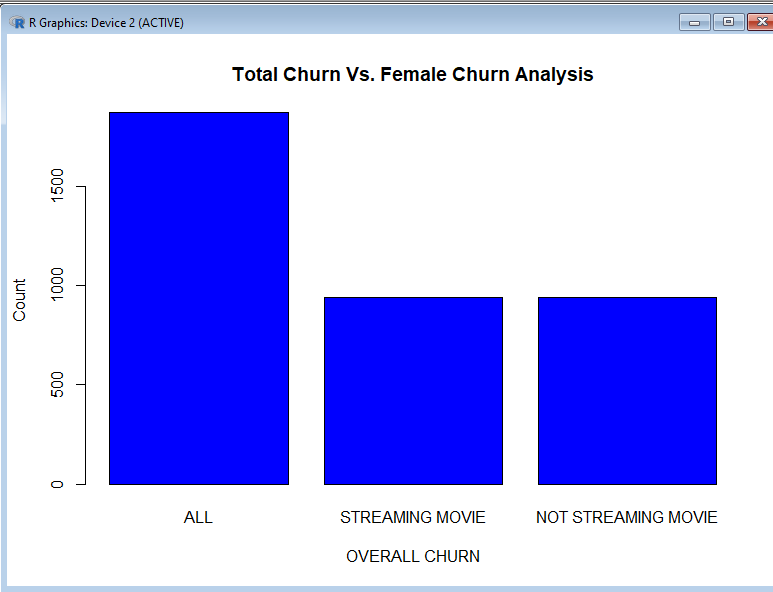 R Graphics: Device 2 (ACTIVE)
Total Churn Vs. Female Churn Analysis
Count
1500
1000
500
0
ALL STREAMING MOVIE NOT STREAMING MOVIE
OVERALL CHURN